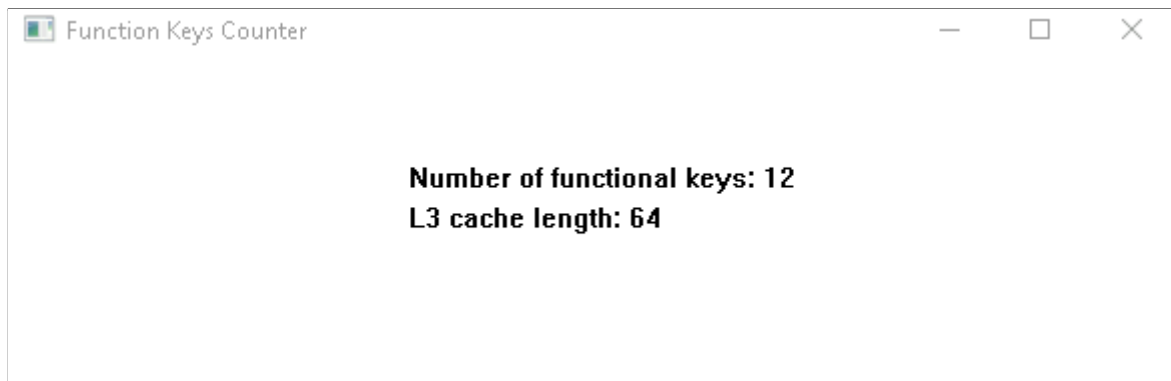 Function Keys Counter
Number of functional keys: 12
L3 cache length: 64